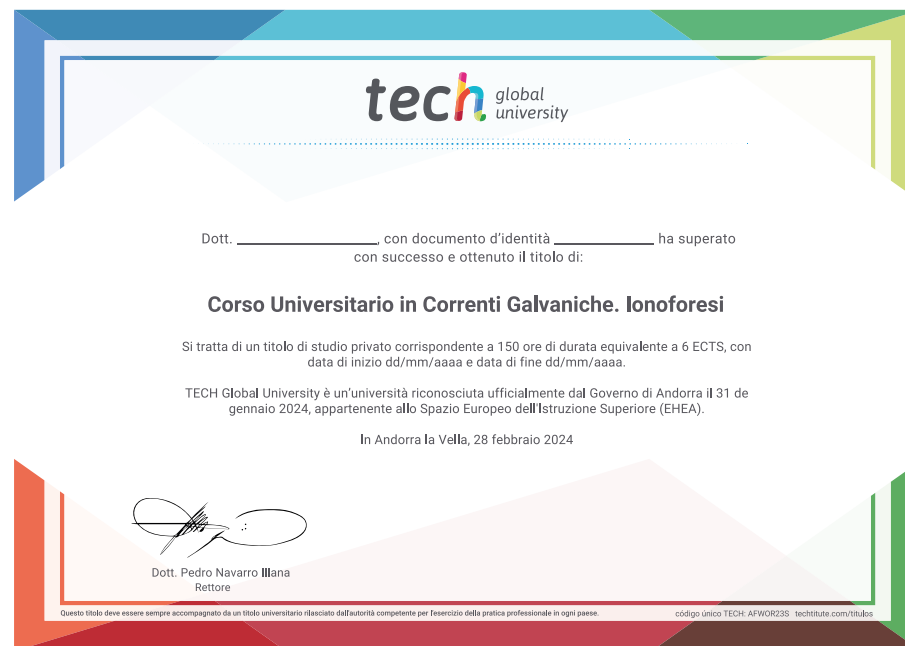 tech global university
Dott. ____________, con documento d'identità ____________ ha superato
con successo e ottenuto il titolo di:
Corso Universitario in Correnti Galvaniche. Ionoforesi
Si tratta di un titolo di studio privato corrispondente a 150 ore di durata equivalente a 6 ECTS, con
data di inizio dd/mm/aaaa e data di fine dd/mm/aaaa.
TECH Global University è un'università riconosciuta ufficialmente dal Governo di Andorra il 31 de
gennaio 2024, appartenente allo Spazio Europeo dell'Istruzione Superiore (EHEA).
In Andorra la Vella, 28 febbraio 2024
Dott. Pedro Navarro Illana
Rettore
Questo titolo deve essere sempre accompagnato da un titolo universitario rilasciato dall'autorità competente per l'esercizio della pratica professionale in ogni paese.
código único TECH: AFWOR23S techtitute.com/titulos